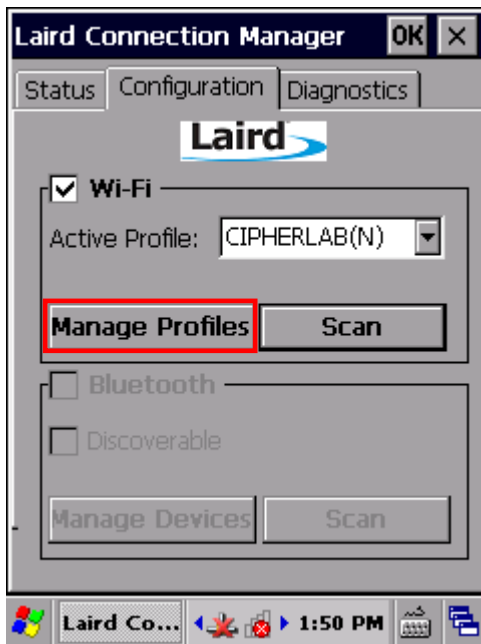 Laird Connection Manager OK
Status Configuration Diagnostics
Laird
Wi-Fi
Active Profile: CIPHERLAB(N)
Manage Profiles Scan
Bluetooth
Discoverable
Manage Devices Scan
Laird Co... 1:50 PM